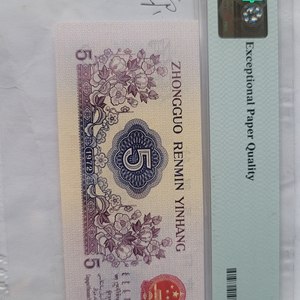 ZHONGGUO RENMIN YINHANG
5
5
5
1972
Exceptional Paper Quality